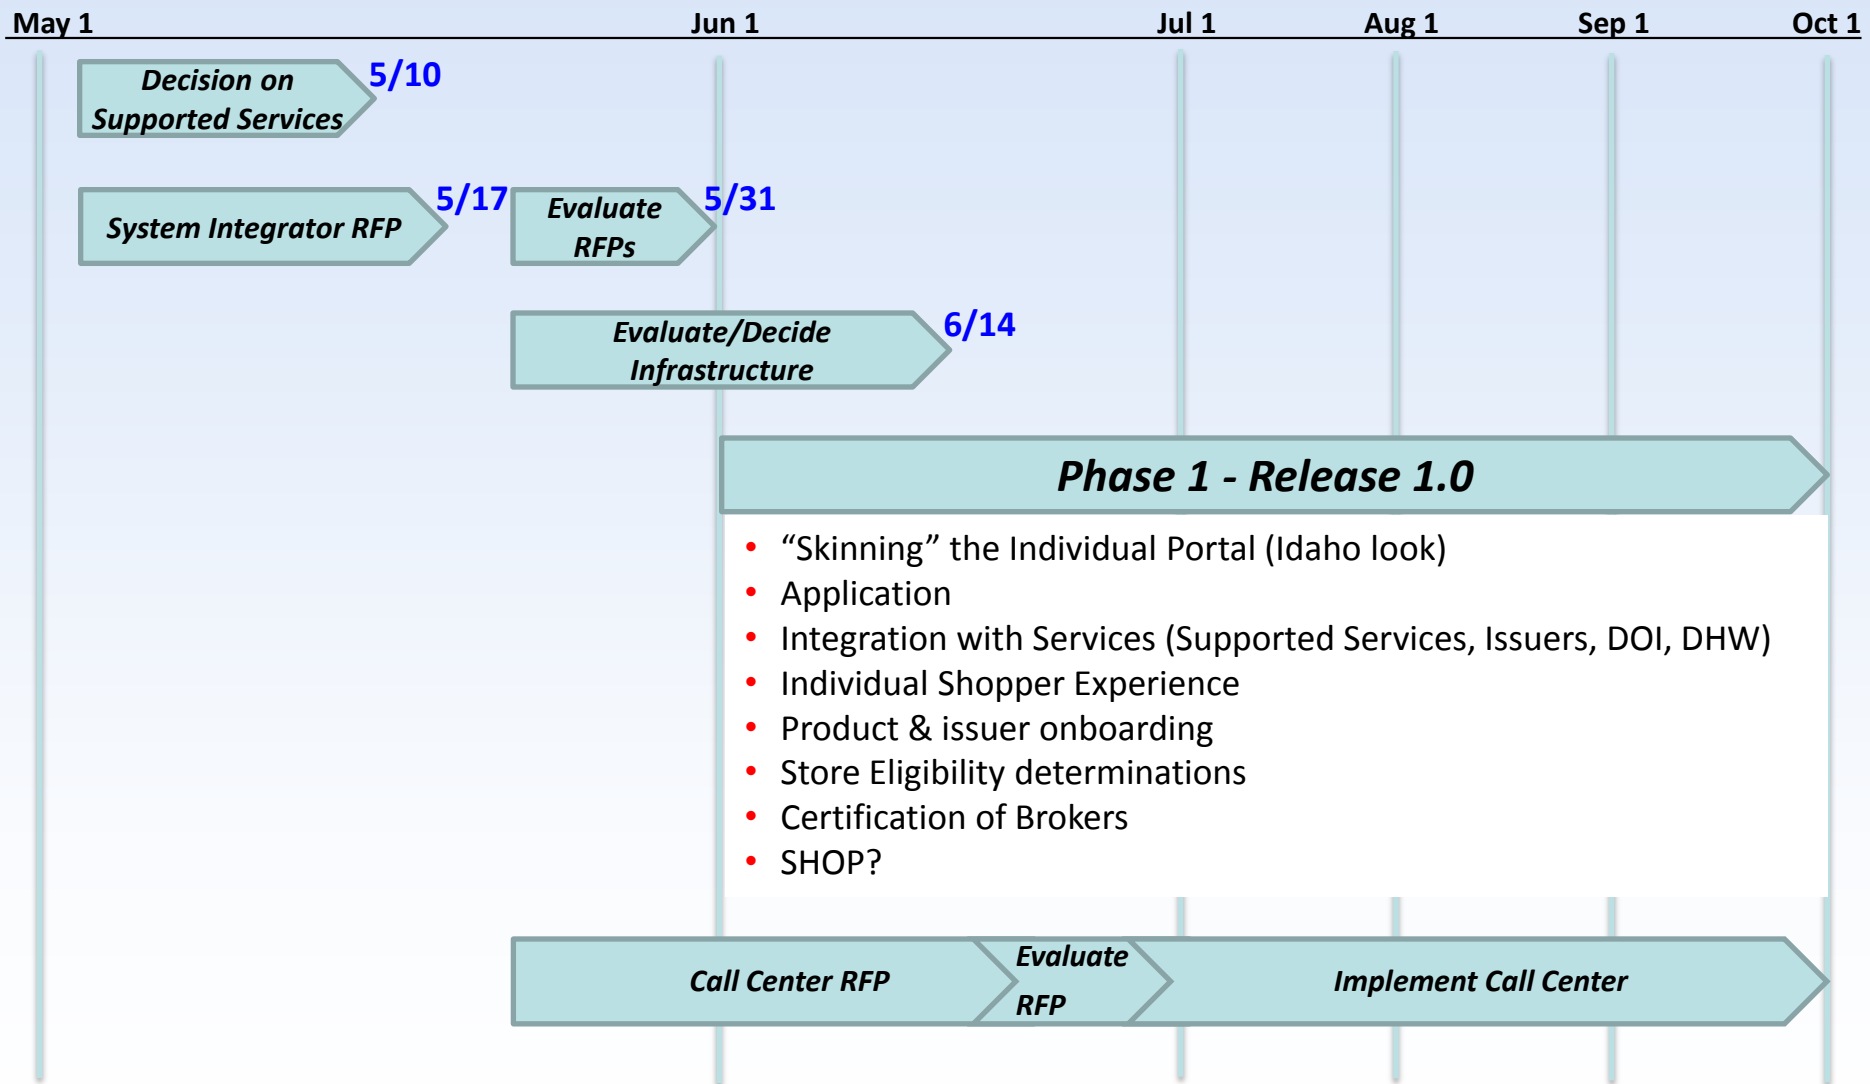 May 1 Jun 1 Jul 1 Aug 1 Sep 1 Oct 1
Decision on
Supported Services
5/10
System Integrator RFP
5/17
Evaluate
RFPs
5/31
Evaluate/Decide
Infrastructure
6/14
Phase 1 - Release 1.0
• “Skinning” the Individual Portal (Idaho look)
• Application
• Integration with Services (Supported Services, Issuers, DOI, DHW)
• Individual Shopper Experience
• Product & issuer onboarding
• Store Eligibility determinations
• Certification of Brokers
• SHOP?
Call Center RFP
Evaluate
RFP
Implement Call Center